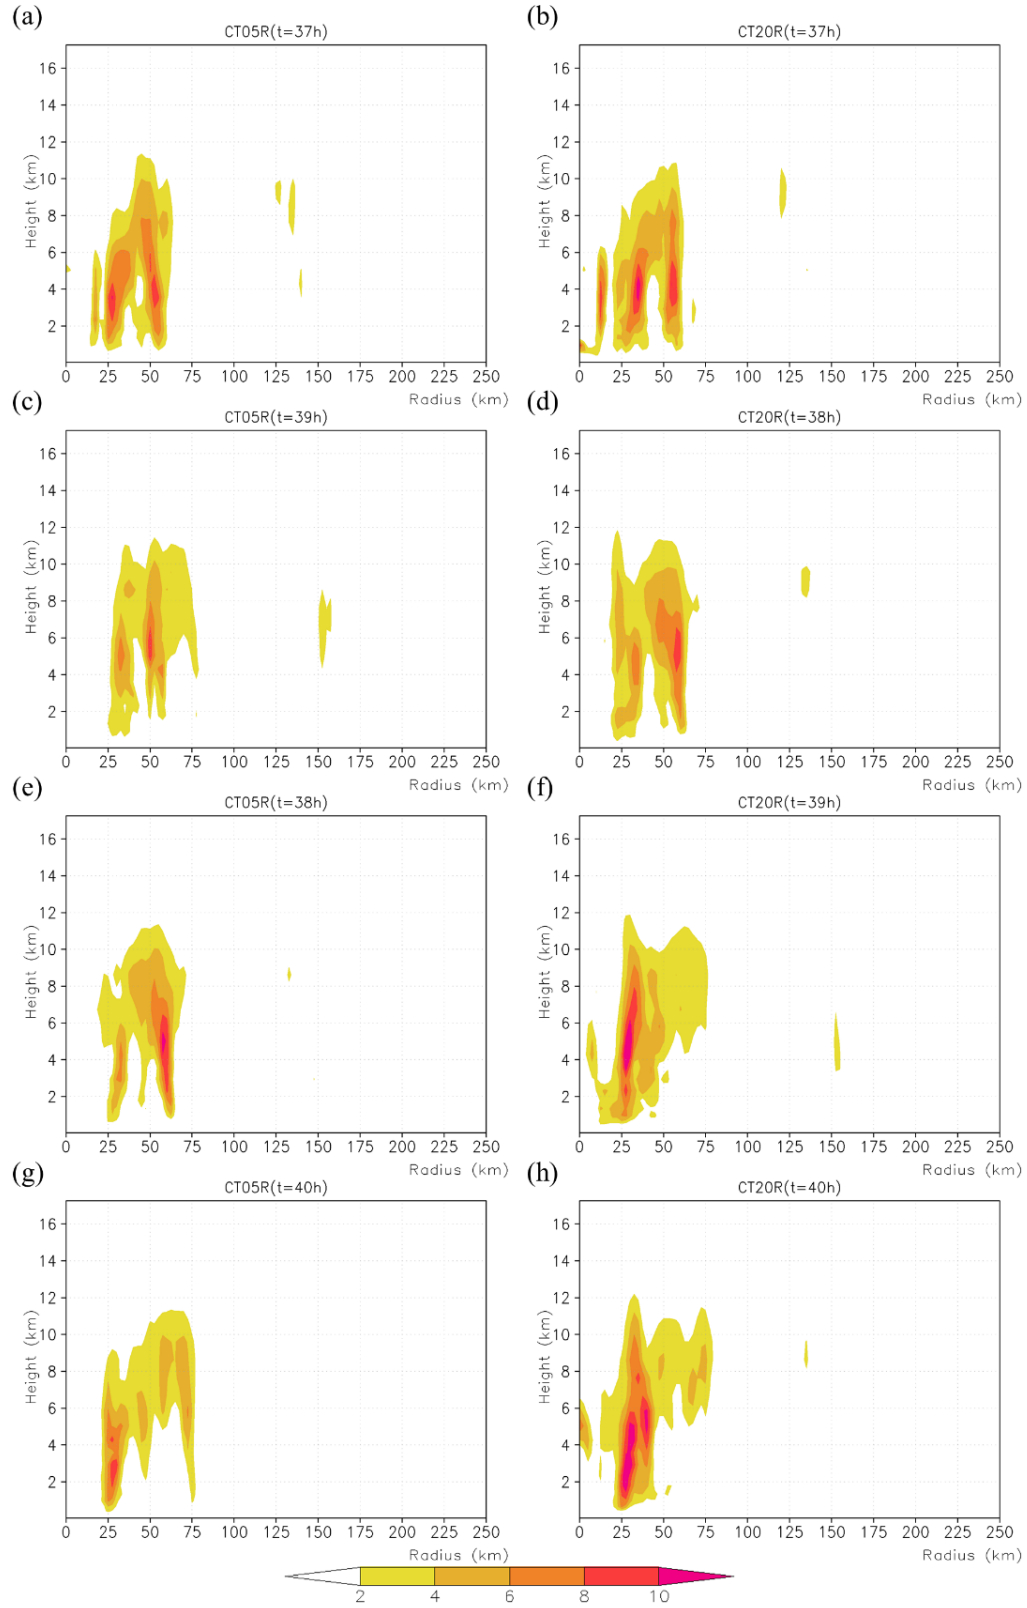 (a) (b)
CT05R(t=37h) CT20R(t=37h)
16 16
14 14
12 12
10 10
Height (km) Height (km)
8 8
6 6
4 4
2 2
0 25 50 75 100 125 150 175 200 225 250 0 25 50 75 100 125 150 175 200 225 250
Radius (km) Radius (km)
(c) (d)
CT05R(t=39h) CT20R(t=38h)
16 16
14 14
12 12
10 10
Height (km) Height (km)
8 8
6 6
4 4
2 2
0 25 50 75 100 125 150 175 200 225 250 0 25 50 75 100 125 150 175 200 225 250
Radius (km) Radius (km)
(e) (f)
CT05R(t=38h) CT20R(t=39h)
16 16
14 14
12 12
10 10
Height (km) Height (km)
8 8
6 6
4 4
2 2
0 25 50 75 100 125 150 175 200 225 250 0 25 50 75 100 125 150 175 200 225 250
Radius (km) Radius (km)
(g) (h)
CT05R(t=40h) CT20R(t=40h)
16 16
14 14
12 12
10 10
Height (km) Height (km)
8 8
6 6
4 4
2 2
0 25 50 75 100 125 150 175 200 225 250 0 25 50 75 100 125 150 175 200 225 250
Radius (km) Radius (km)
2 4 6 8 10